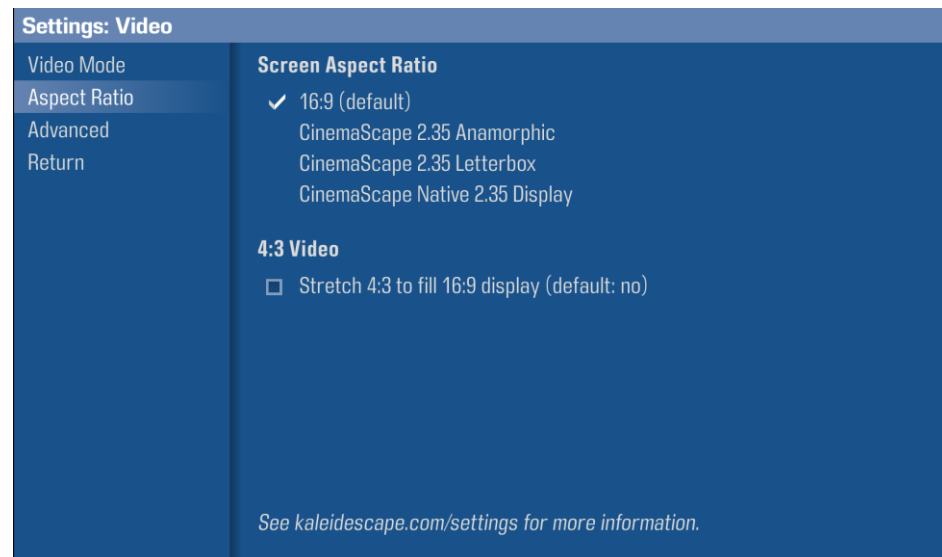 Settings: Video
Video Mode
Aspect Ratio
Advanced
Return
Screen Aspect Ratio
16:9 (default)
CinemaScape 2.35 Anamorphic
CinemaScape 2.35 Letterbox
CinemaScape Native 2.35 Display
4:3 Video
Stretch 4:3 to fill 16:9 display (default: no)
See kaleidescape.com/settings for more information.